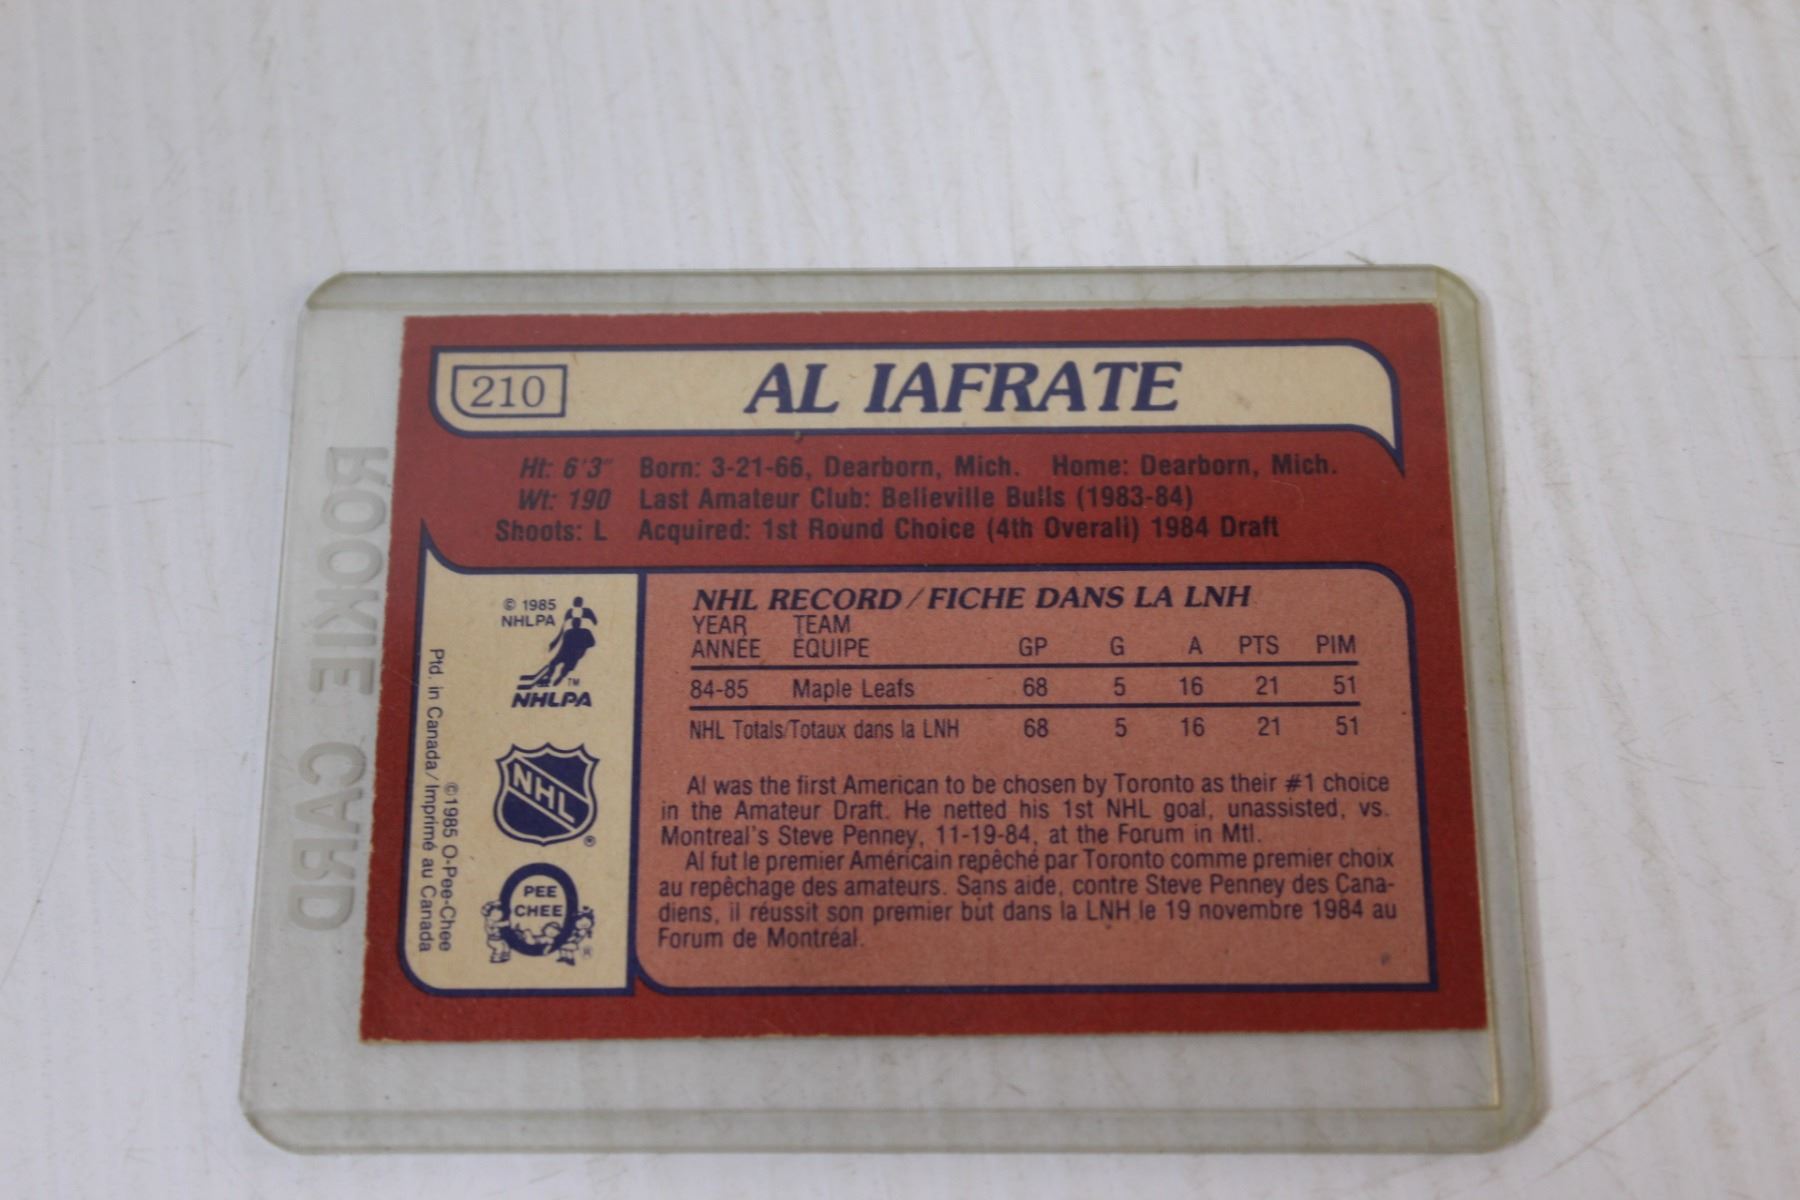 210
AL IAFRATE
Ht: 6'3" Born: 3-21-66, Dearborn, Mich. Home: Dearborn, Mich.
Wt: 190 Last Amateur Club: Belleville Bulls (1983-84)
Shoots: L Acquired: 1st Round Choice (4th Overall) 1984 Draft
© 1985
NHLPA
TM
NHLPA
NHL
®
PEE
CHEE
®
©1985 O-Pee-Chee
Ptd. in Canada/Imprimé au Canada
NHL RECORD/FICHE DANS LA LNH
YEAR TEAM
ANNÉE ÉQUIPE GP G A PTS PIM
84-85 Maple Leafs 68 5 16 21 51
NHL Totals/Totaux dans la LNH 68 5 16 21 51
Al was the first American to be chosen by Toronto as their #1 choice
in the Amateur Draft. He netted his 1st NHL goal, unassisted, vs.
Montreal's Steve Penney, 11-19-84, at the Forum in Mtl.
Al fut le premier Américain repêché par Toronto comme premier choix
au repêchage des amateurs. Sans aide, contre Steve Penney des Cana-
diens, il réussit son premier but dans la LNH le 19 novembre 1984 au
Forum de Montréal.
ROOKIE CARD